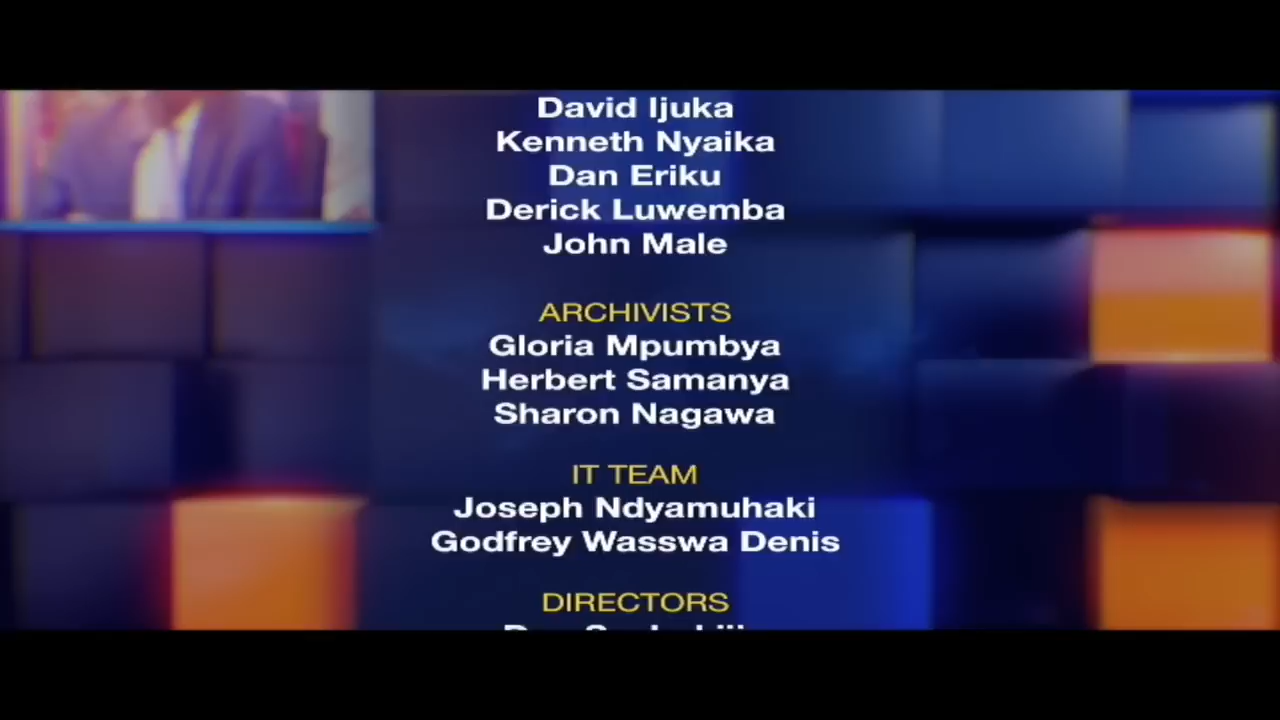 David Ijuka
Kenneth Nyaika
Dan Eriku
Derick Luwemba
John Male
ARCHIVISTS
Gloria Mpumbya
Herbert Samanya
Sharon Nagawa
IT TEAM
Joseph Ndyamuhaki
Godfrey Wasswa Denis
DIRECTORS